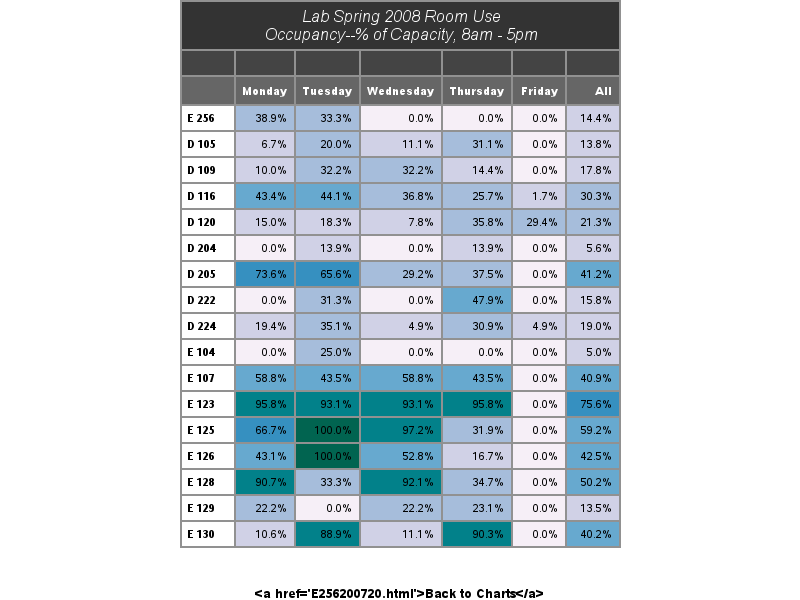 Lab Spring 2008 Room Use
Occupancy--% of Capacity, 8am - 5pm
Monday Tuesday Wednesday Thursday Friday All
E 256 38.9% 33.3% 0.0% 0.0% 0.0% 14.4%
D 105 6.7% 20.0% 11.1% 31.1% 0.0% 13.8%
D 109 10.0% 32.2% 32.2% 14.4% 0.0% 17.8%
D 116 43.4% 44.1% 36.8% 25.7% 1.7% 30.3%
D 120 15.0% 18.3% 7.8% 35.8% 29.4% 21.3%
D 204 0.0% 13.9% 0.0% 13.9% 0.0% 5.6%
D 205 73.6% 65.6% 29.2% 37.5% 0.0% 41.2%
D 222 0.0% 31.3% 0.0% 47.9% 0.0% 15.8%
D 224 19.4% 35.1% 4.9% 30.9% 4.9% 19.0%
E 104 0.0% 25.0% 0.0% 0.0% 0.0% 5.0%
E 107 58.8% 43.5% 58.8% 43.5% 0.0% 40.9%
E 123 95.8% 93.1% 93.1% 95.8% 0.0% 75.6%
E 125 66.7% 100.0% 97.2% 31.9% 0.0% 59.2%
E 126 43.1% 100.0% 52.8% 16.7% 0.0% 42.5%
E 128 90.7% 33.3% 92.1% 34.7% 0.0% 50.2%
E 129 22.2% 0.0% 22.2% 23.1% 0.0% 13.5%
E 130 10.6% 88.9% 11.1% 90.3% 0.0% 40.2%
<a href='E256200720.html'>Back to Charts</a>